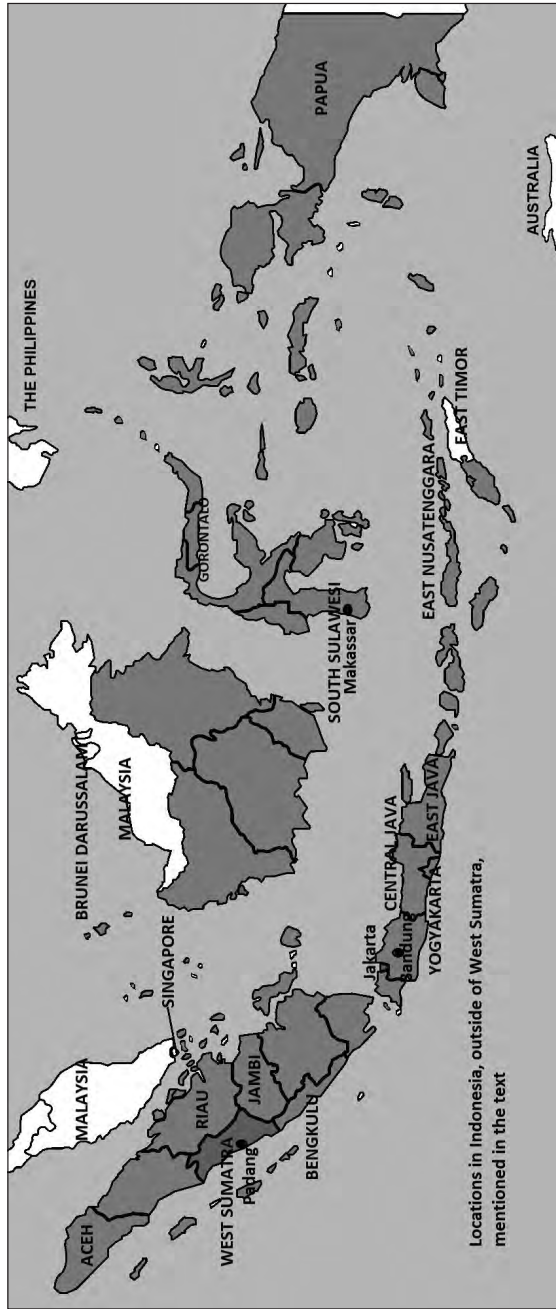 THE PHILIPPINES
BRUNEI DARUSSALAM
MALAYSIA
MALAYSIA
SINGAPORE
ACEH
RIAU
JAMBI
WEST SUMATRA
Padang
BENGKULU
GORONTALO
SOUTH SULAWESI
Makassar
PAPUA
Jakarta
Bandung
CENTRAL JAVA
YOGYAKARTA
EAST JAVA
EAST NUSATENGGARA
EAST TIMOR
AUSTRALIA
Locations in Indonesia, outside of West Sumatra,
mentioned in the text